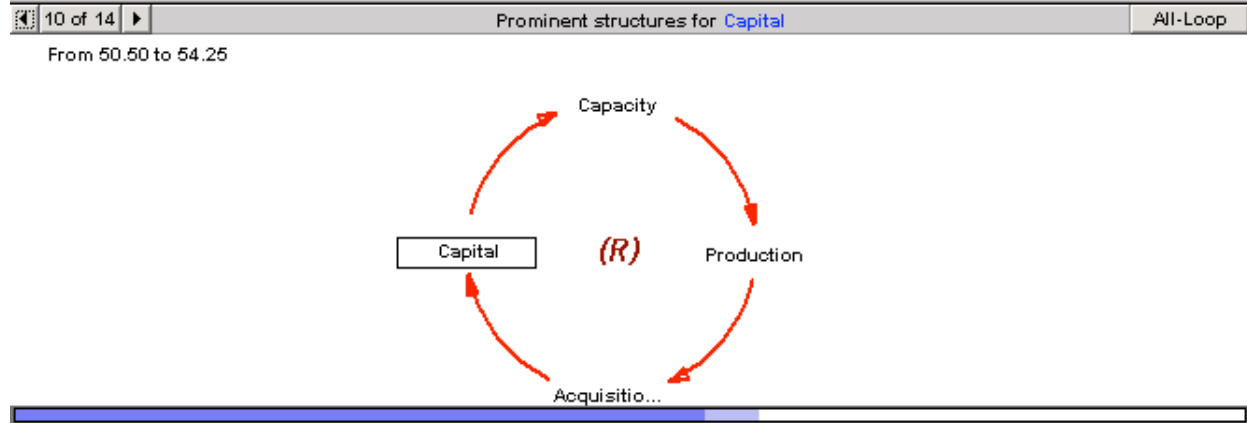 10 of 14 Prominent structures for Capital All-Loop
From 50.50 to 54.25
Capacity
Capital (R) Production
Acquisitio...